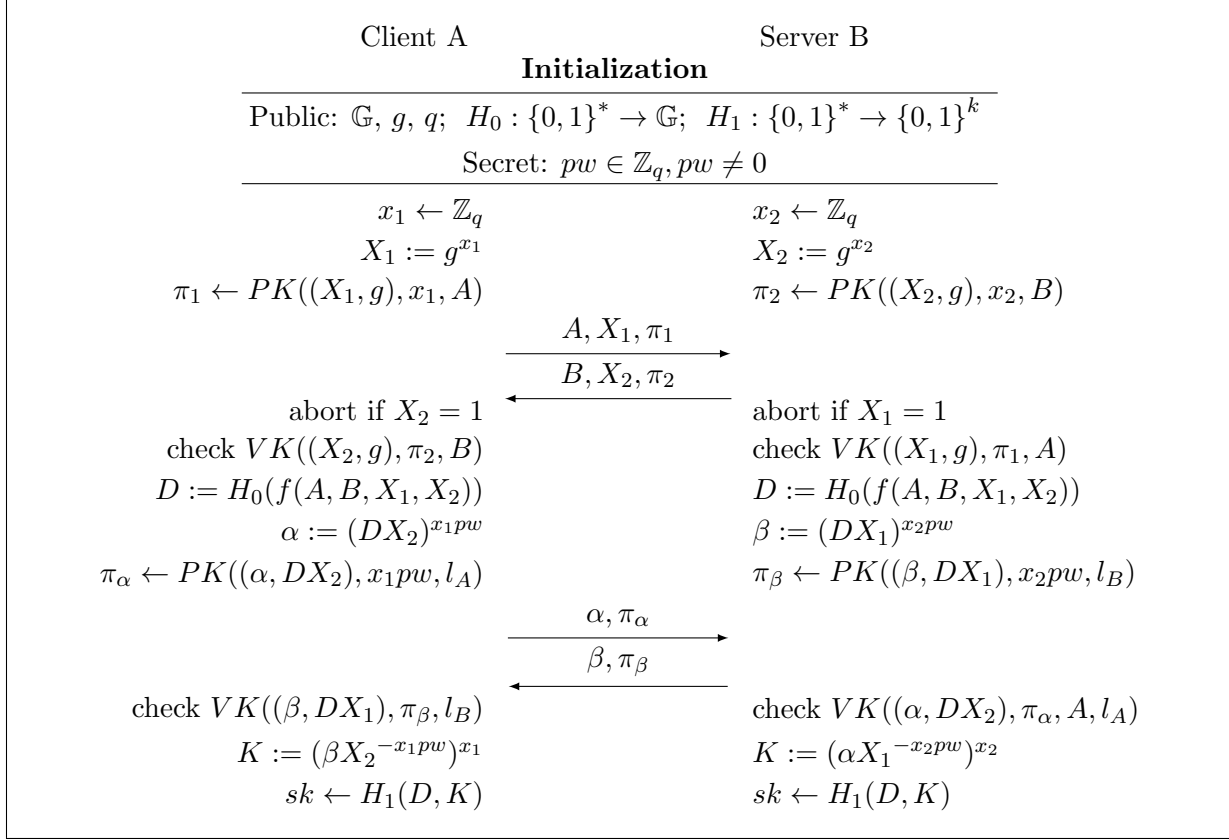 Client A Server B
Initialization
Public: 𝔾, g, q; H₀ : {0, 1}* → 𝔾; H₁ : {0, 1}* → {0, 1}ᵏ
Secret: pw ∈ ℤ_q, pw ≠ 0
x₁ ← ℤ_q x₂ ← ℤ_q
X₁ := g^{x₁} X₂ := g^{x₂}
π₁ ← PK((X₁, g), x₁, A) π₂ ← PK((X₂, g), x₂, B)
A, X₁, π₁
B, X₂, π₂
abort if X₂ = 1 abort if X₁ = 1
check VK((X₂, g), π₂, B) check VK((X₁, g), π₁, A)
D := H₀(f(A, B, X₁, X₂)) D := H₀(f(A, B, X₁, X₂))
α := (DX₂)^{x₁pw} β := (DX₁)^{x₂pw}
π_α ← PK((α, DX₂), x₁pw, l_A) π_β ← PK((β, DX₁), x₂pw, l_B)
α, π_α
β, π_β
check VK((β, DX₁), π_β, l_B) check VK((α, DX₂), π_α, A, l_A)
K := (βX₂^{−x₁pw})^{x₁} K := (αX₁^{−x₂pw})^{x₂}
sk ← H₁(D, K) sk ← H₁(D, K)